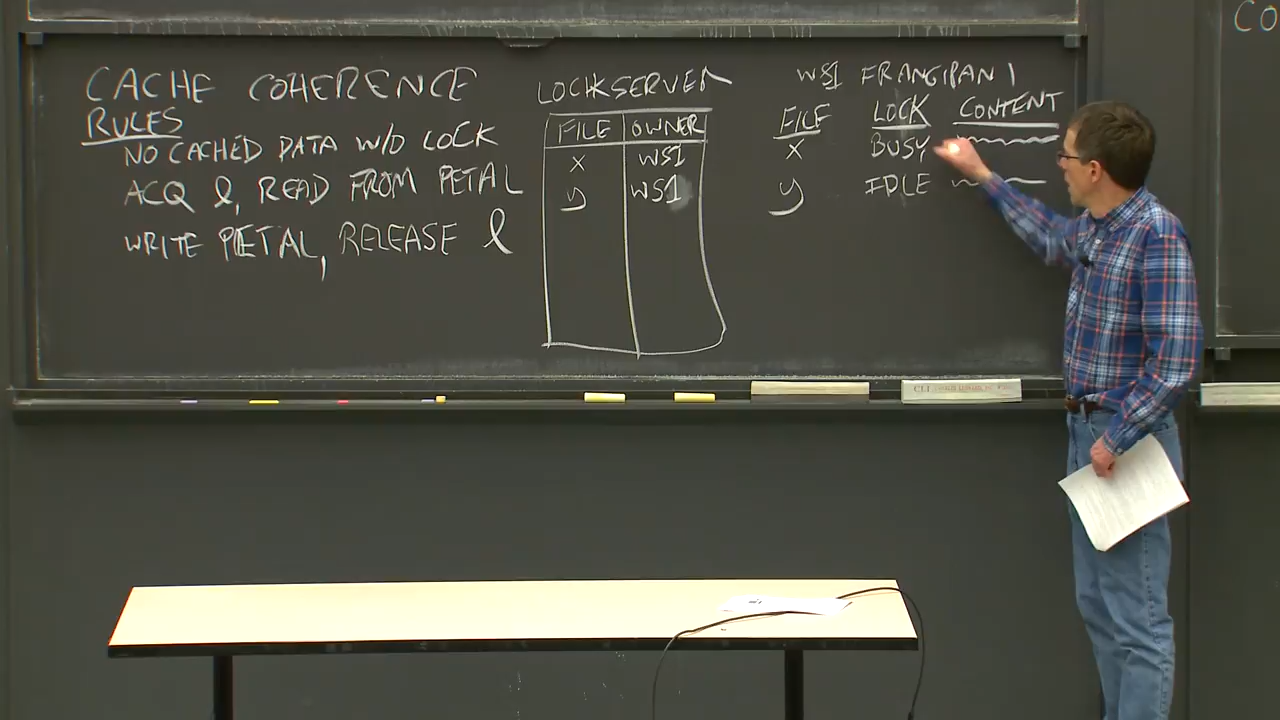 CO
CACHE COHERENCE
RULES
NO CACHED DATA W/O LOCK
ACQ l, READ FROM PETAL
WRITE PETAL, RELEASE l
LOCKSERVER
FILE OWNER
X WS1
y WS1
WS1 FRANGIPANI
FILE LOCK CONTENT
X BUSY
y IDLE